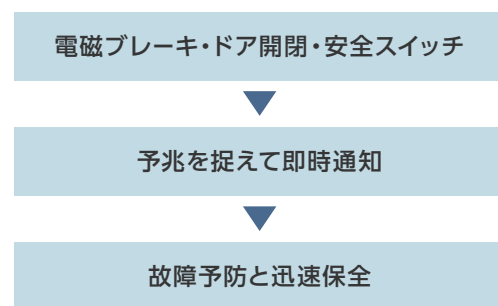 電磁ブレーキ・ドア開閉・安全スイッチ
予兆を捉えて即時通知
故障予防と迅速保全